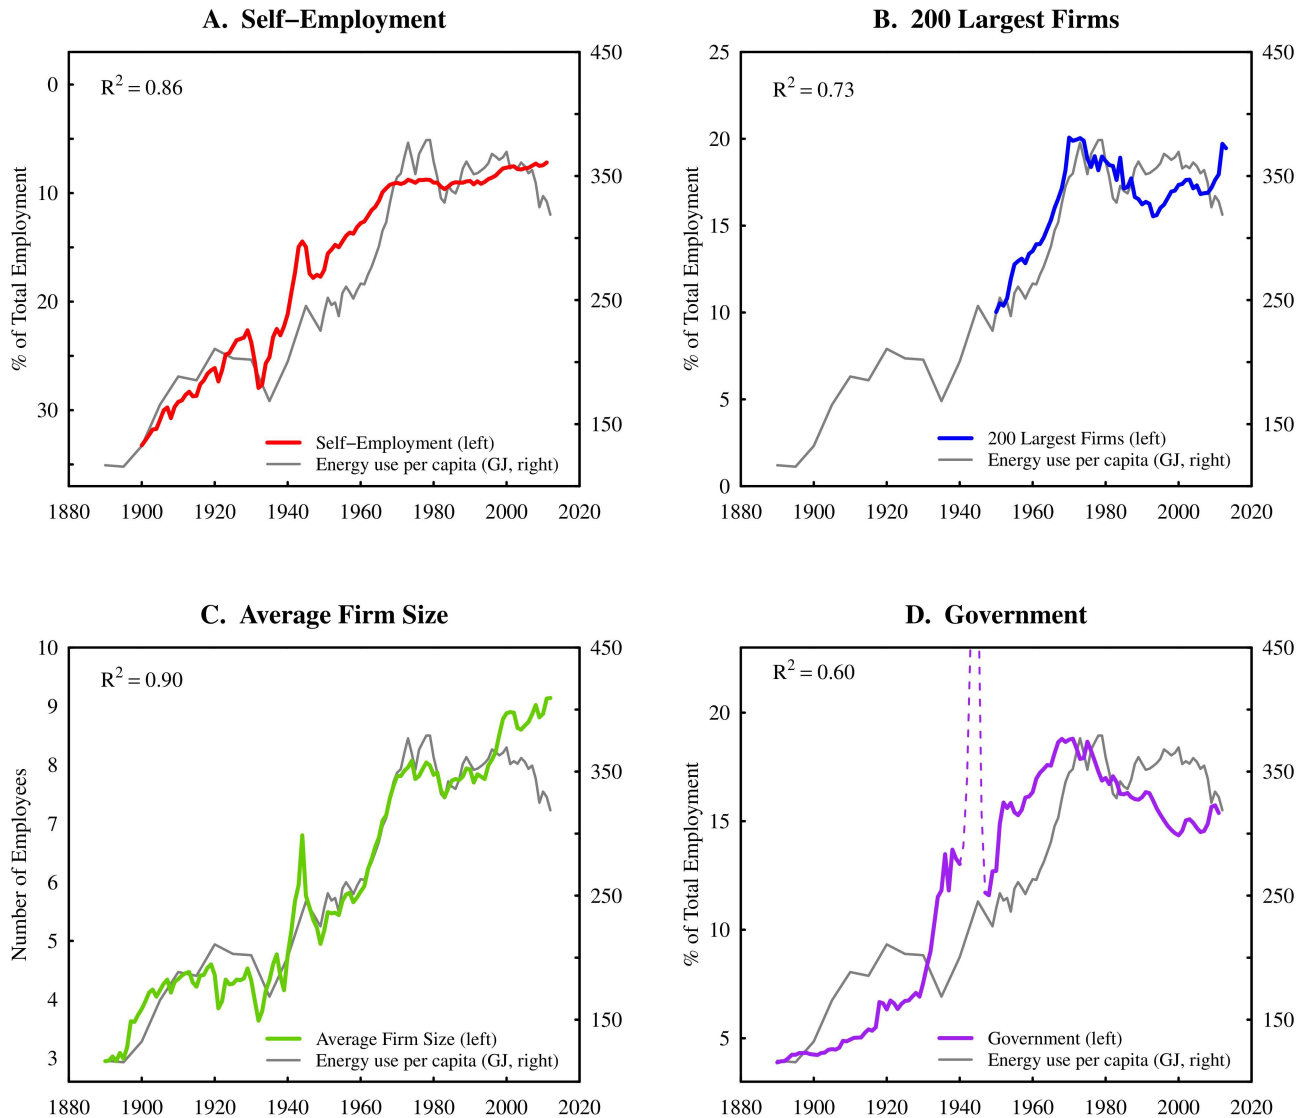 A. Self−Employment
% of Total Employment
0
10
20
30
450
350
250
150
R² = 0.86
Self−Employment (left)
Energy use per capita (GJ, right)
1880 1900 1920 1940 1960 1980 2000 2020
B. 200 Largest Firms
% of Total Employment
25
20
15
10
5
0
450
350
250
150
R² = 0.73
200 Largest Firms (left)
Energy use per capita (GJ, right)
1880 1900 1920 1940 1960 1980 2000 2020
C. Average Firm Size
Number of Employees
10
9
8
7
6
5
4
3
450
350
250
150
R² = 0.90
Average Firm Size (left)
Energy use per capita (GJ, right)
1880 1900 1920 1940 1960 1980 2000 2020
D. Government
% of Total Employment
20
15
10
5
450
350
250
150
R² = 0.60
Government (left)
Energy use per capita (GJ, right)
1880 1900 1920 1940 1960 1980 2000 2020